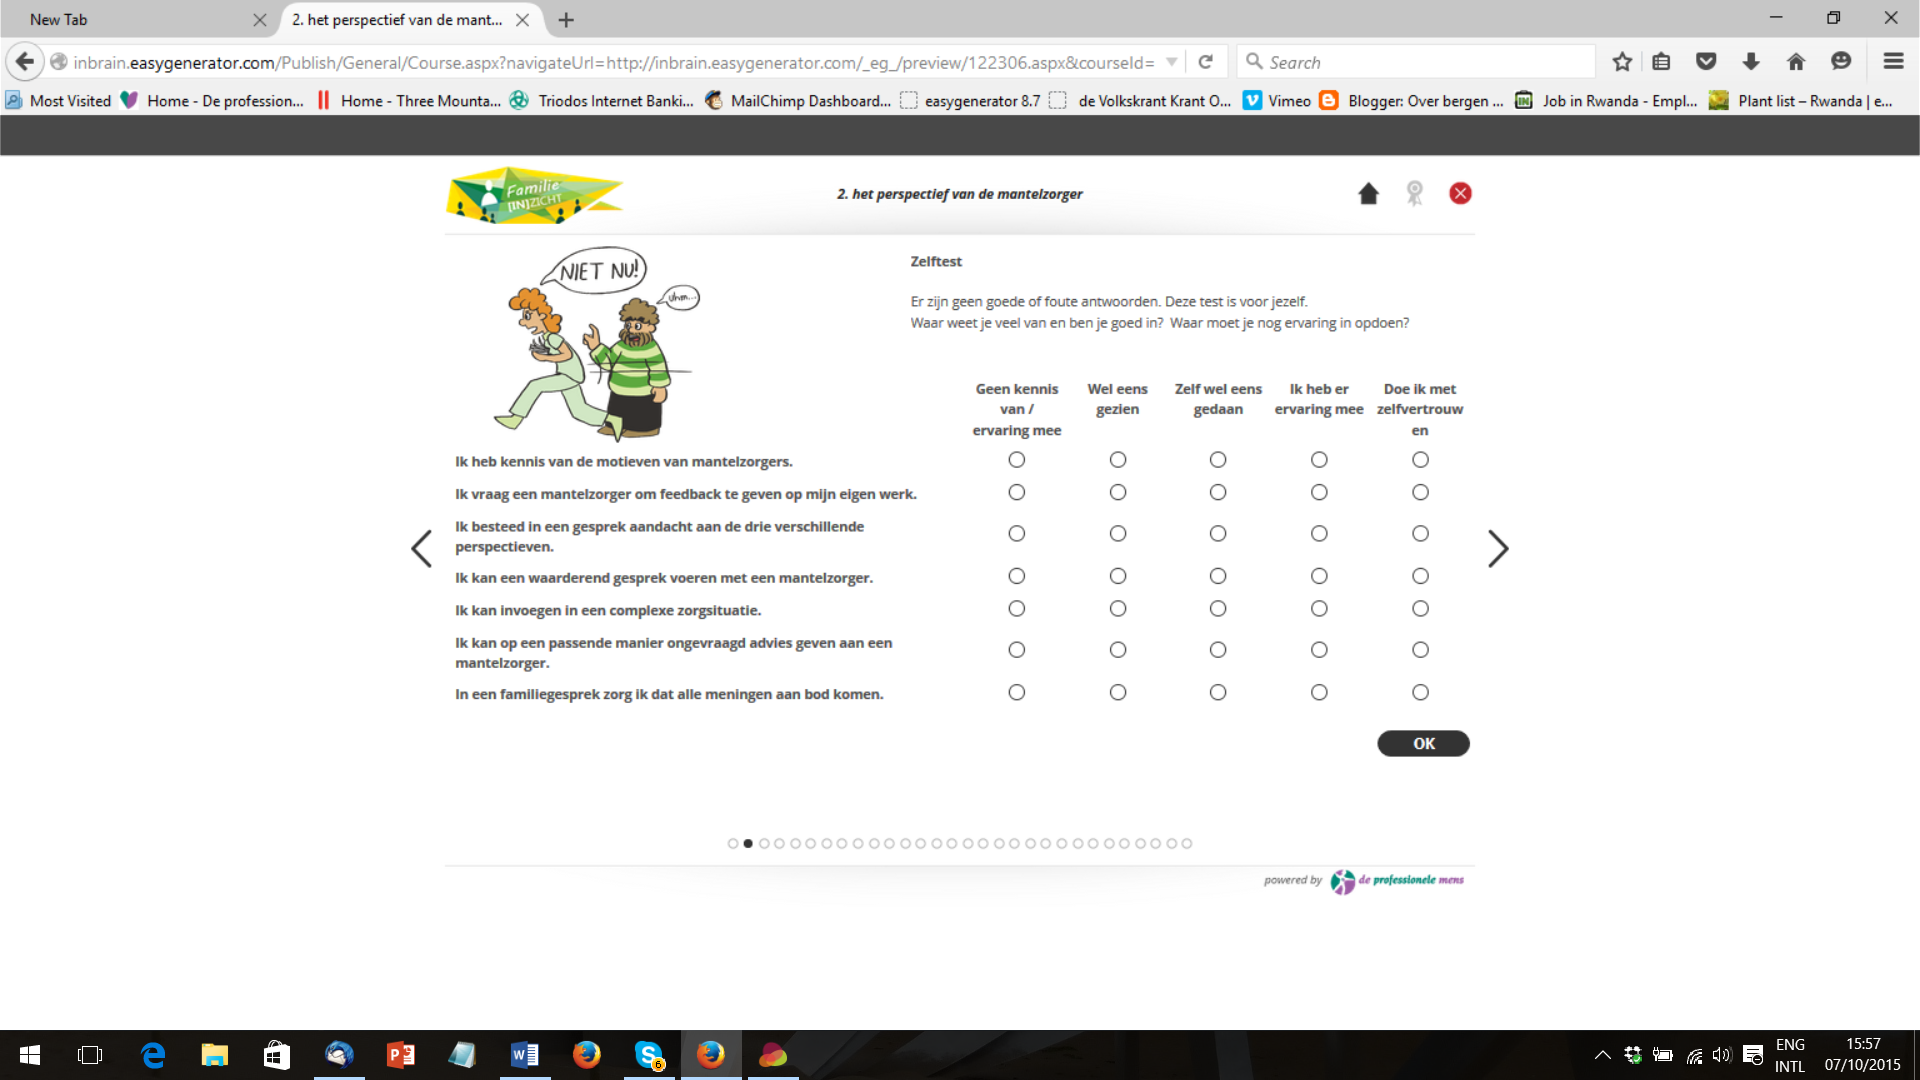 New Tab
2. het perspectief van de mant...
inbrain.easygenerator.com/Publish/General/Course.aspx?navigateUrl=http://inbrain.easygenerator.com/_eg_/preview/122306.aspx&courseId=
Search
Most Visited
Home - De profession...
Home - Three Mounta...
Triodos Internet Banki...
MailChimp Dashboard...
easygenerator 8.7
de Volkskrant Krant O...
Vimeo
Blogger: Over bergen ...
Job in Rwanda - Empl...
Plant list – Rwanda | e...
Familie
[IN]ZICHT
2. het perspectief van de mantelzorger
NIET NU!
Uhm...
Zelftest
Er zijn geen goede of foute antwoorden. Deze test is voor jezelf.
Waar weet je veel van en ben je goed in? Waar moet je nog ervaring in opdoen?
Geen kennis
van /
ervaring mee
Wel eens
gezien
Zelf wel eens
gedaan
Ik heb er
ervaring mee
Doe ik met
zelfvertrouw
en
Ik heb kennis van de motieven van mantelzorgers.
Ik vraag een mantelzorger om feedback te geven op mijn eigen werk.
Ik besteed in een gesprek aandacht aan de drie verschillende
perspectieven.
Ik kan een waarderend gesprek voeren met een mantelzorger.
Ik kan invoegen in een complexe zorgsituatie.
Ik kan op een passende manier ongevraagd advies geven aan een
mantelzorger.
In een familiegesprek zorg ik dat alle meningen aan bod komen.
OK
powered by
de professionele mens
6
ENG
INTL
15:57
07/10/2015